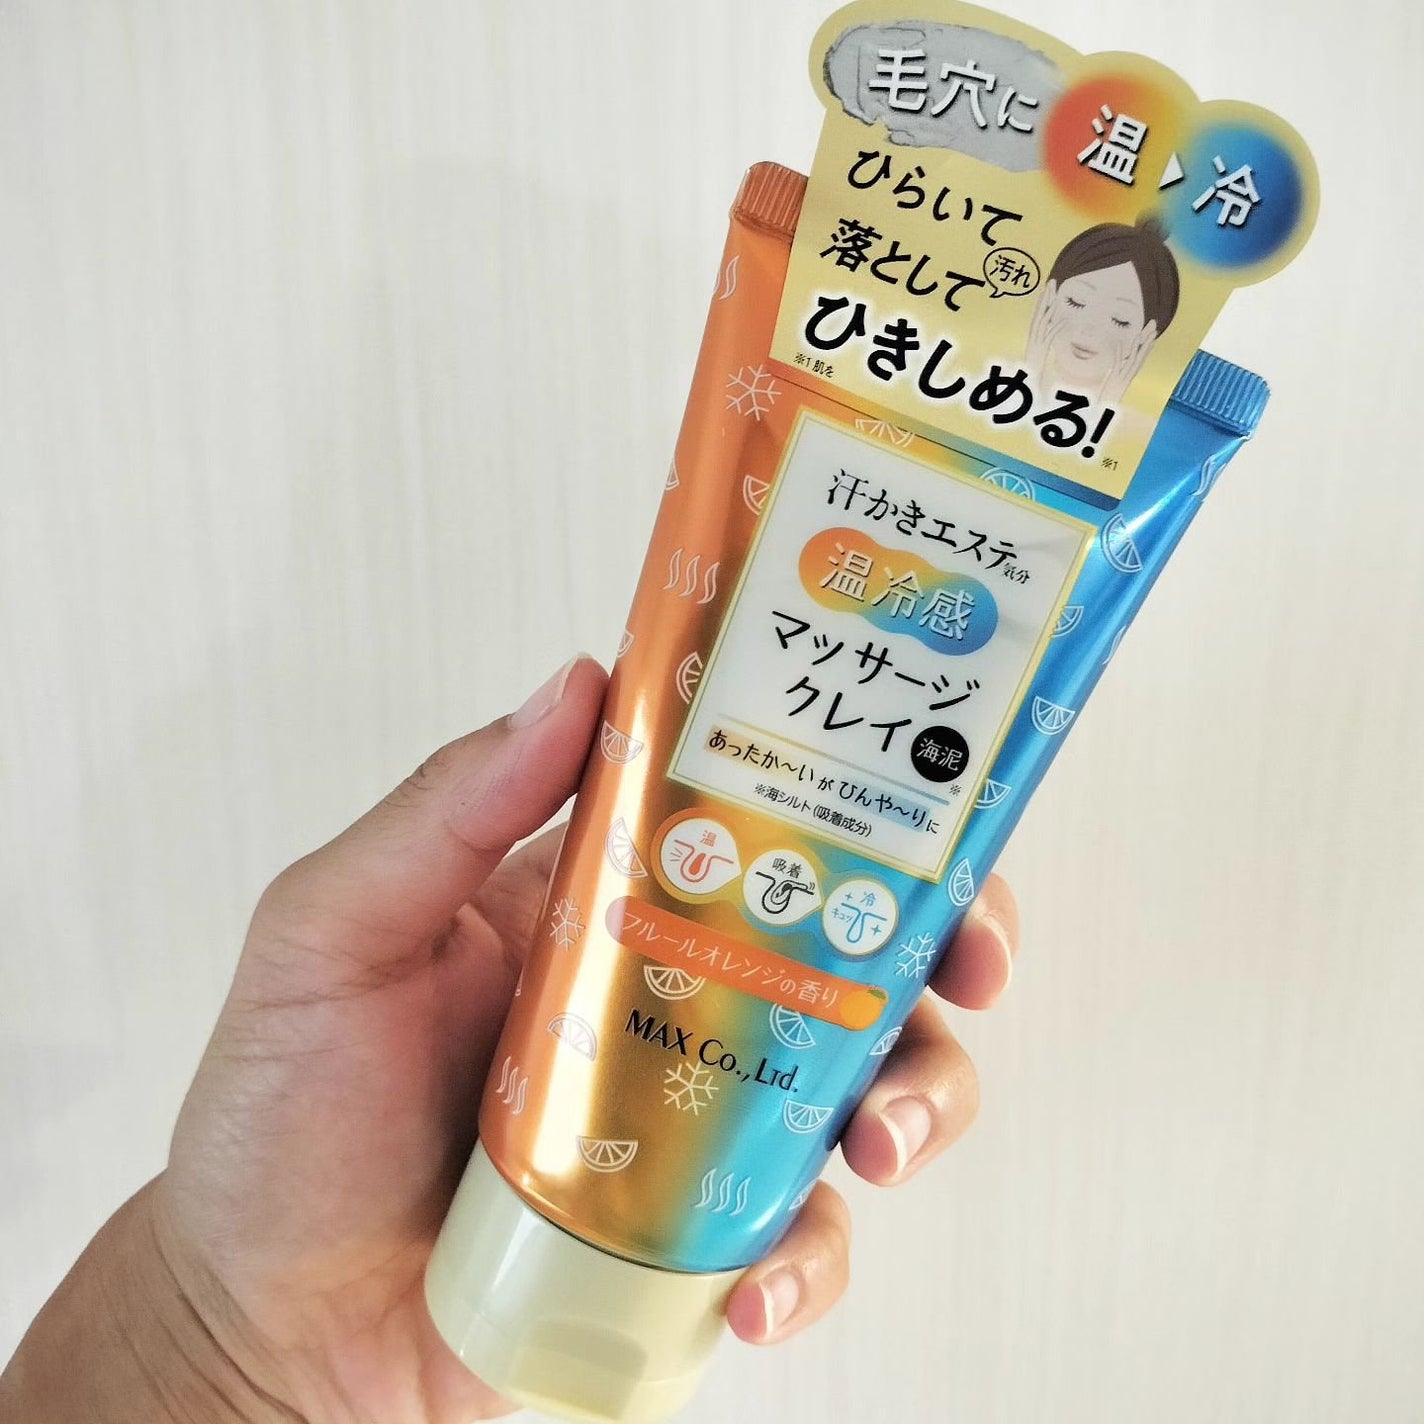 毛穴に 温 冷
ひらいて
落として
汚れ
ひきしめる!
※1 肌を
※1
汗かきエステ気分
温冷感
マッサージ
クレイ
海泥
※
あったか〜いがひんや〜りに
※海シルト(吸着成分)
温
吸着
冷
キュッ
フルールオレンジの香り
MAX Co., Ltd.